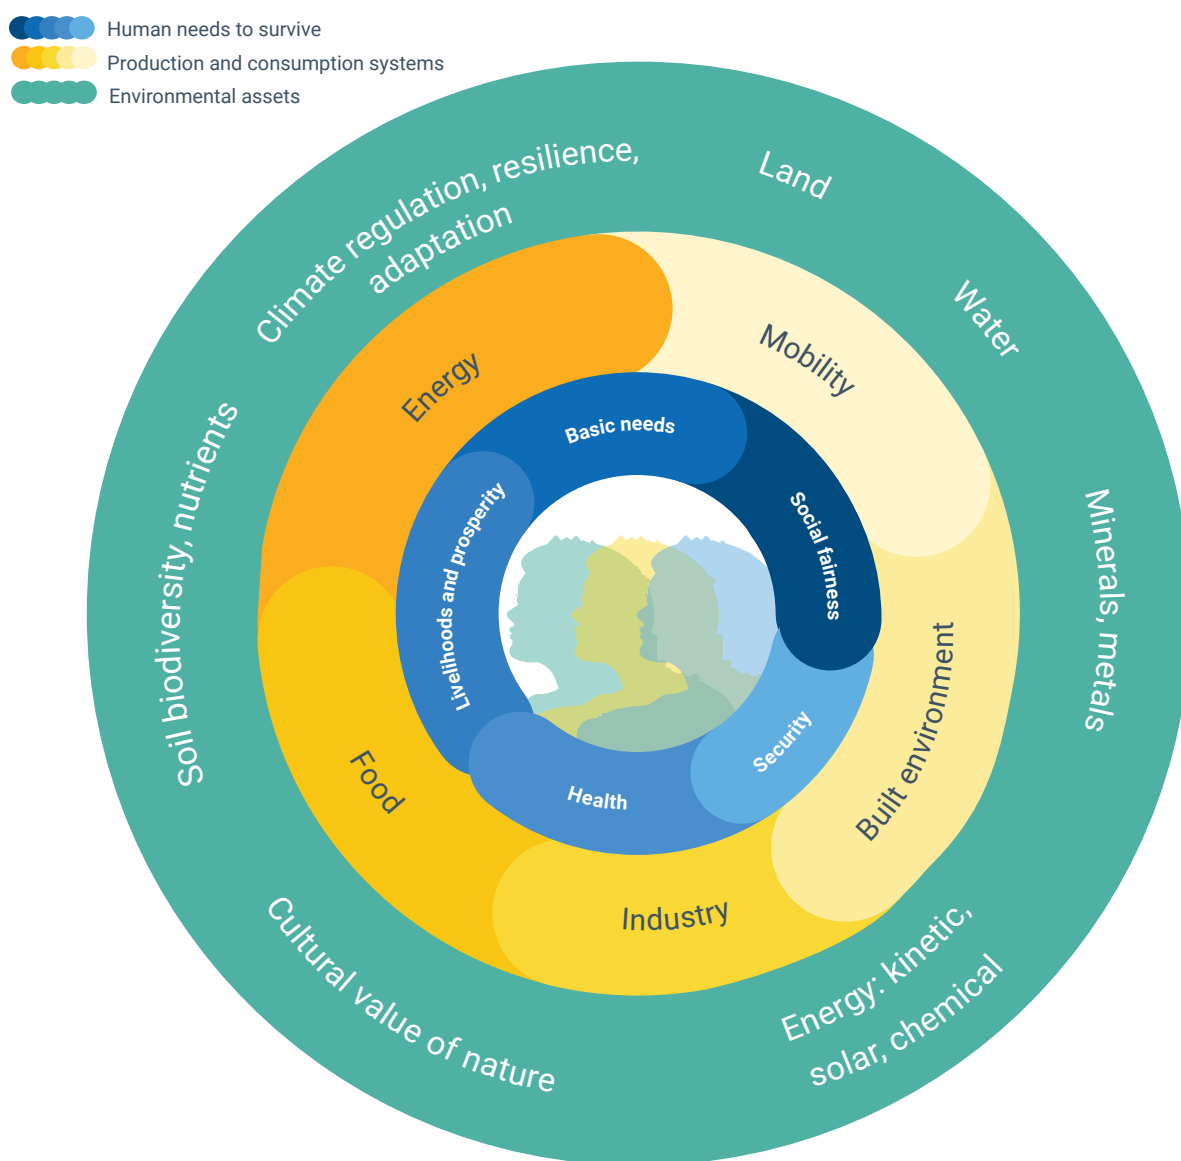 Human needs to survive
Production and consumption systems
Environmental assets
Climate regulation, resilience,
adaptation
Land
Water
Minerals, metals
Energy: kinetic,
solar, chemical
Cultural value of nature
Soil biodiversity, nutrients
Energy
Mobility
Built environment
Industry
Food
Basic needs
Social fairness
Security
Health
Livelihoods and prosperity